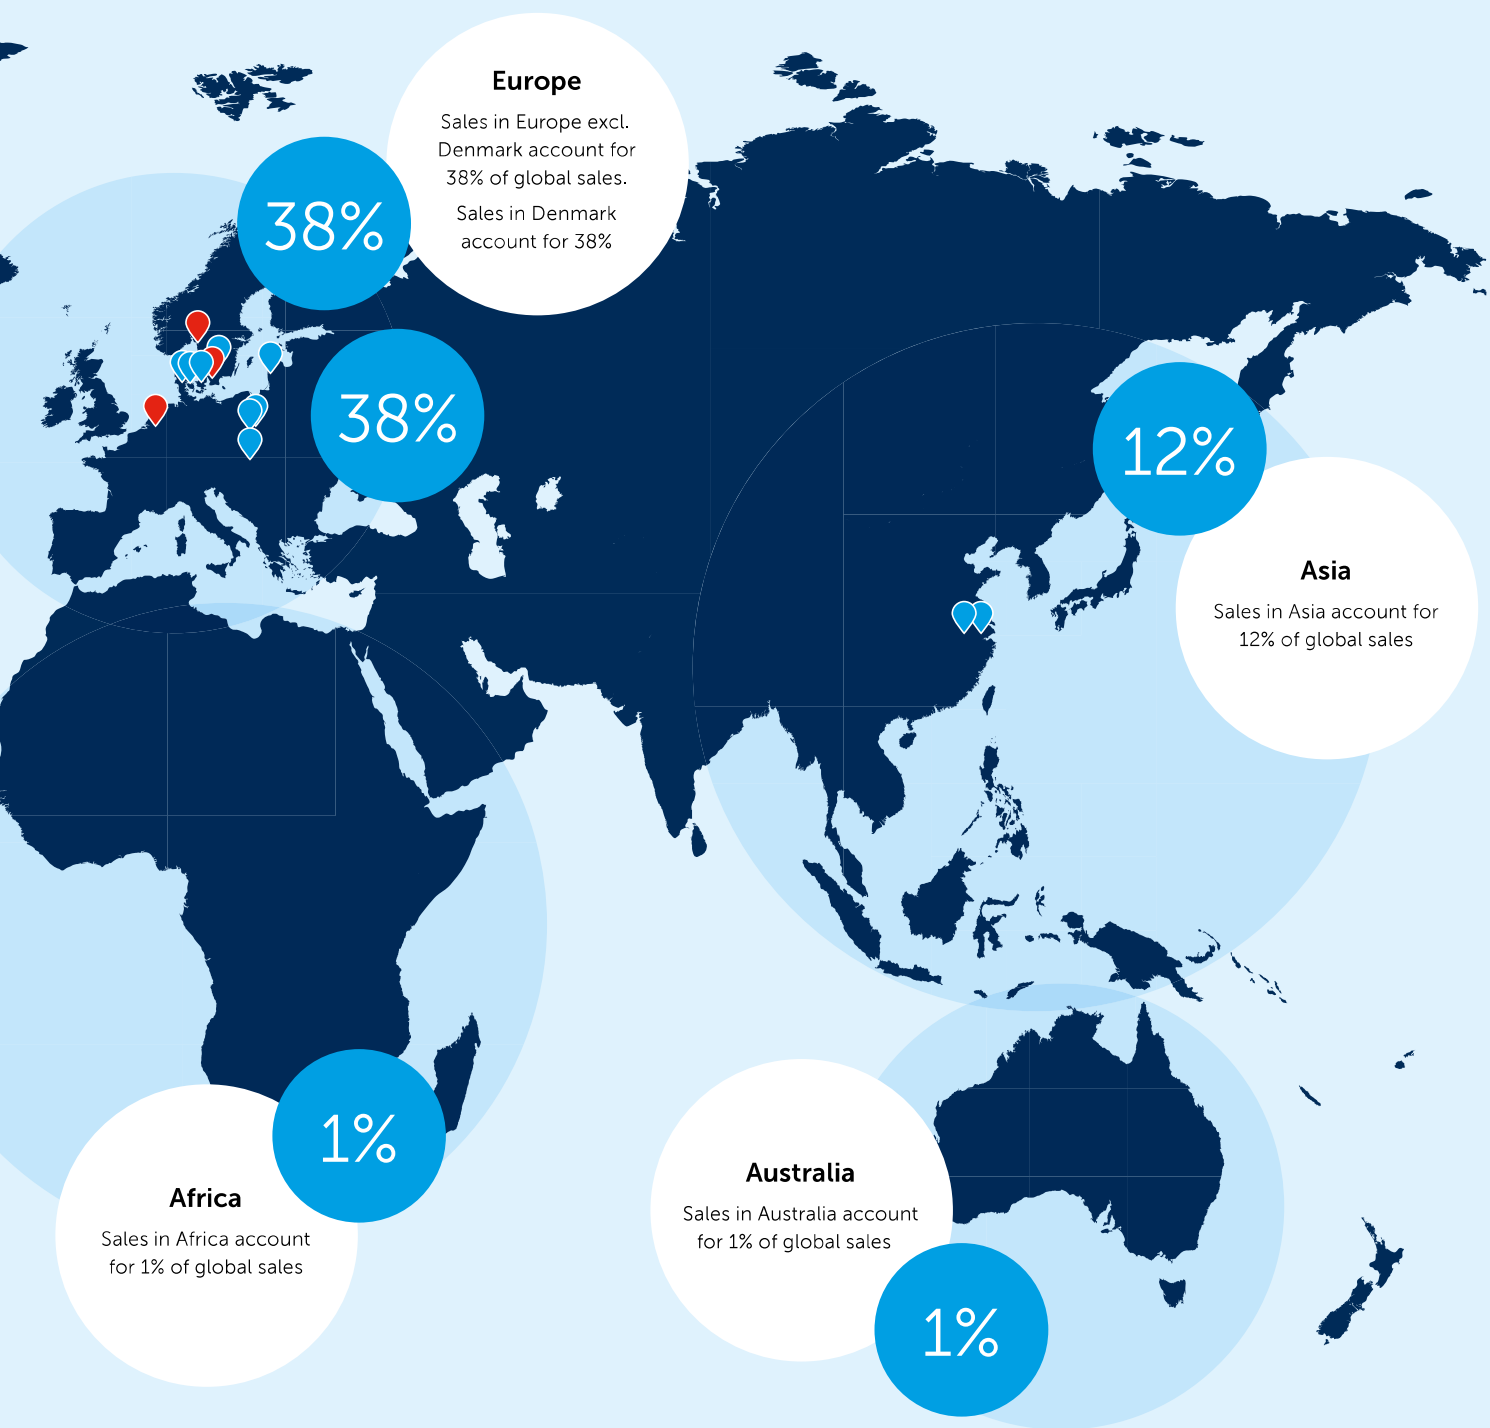 Europe
Sales in Europe excl.
Denmark account for
38% of global sales.
Sales in Denmark
account for 38%
38%
38%
12%
Asia
Sales in Asia account for
12% of global sales
1%
Africa
Sales in Africa account
for 1% of global sales
Australia
Sales in Australia account
for 1% of global sales
1%